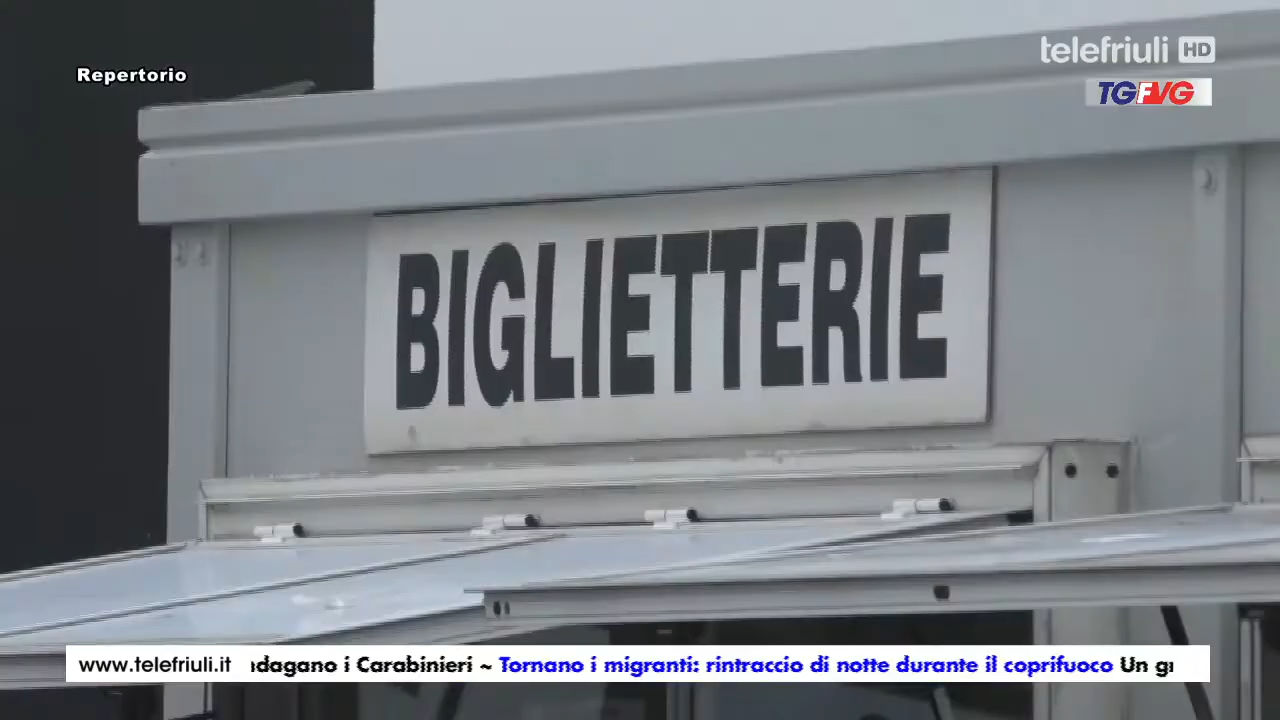 Repertorio
telefriuli HD
TGFVG
BIGLIETTERIE
www.telefriuli.it dagano i Carabinieri ~ Tornano i migranti: rintraccio di notte durante il coprifuoco Un